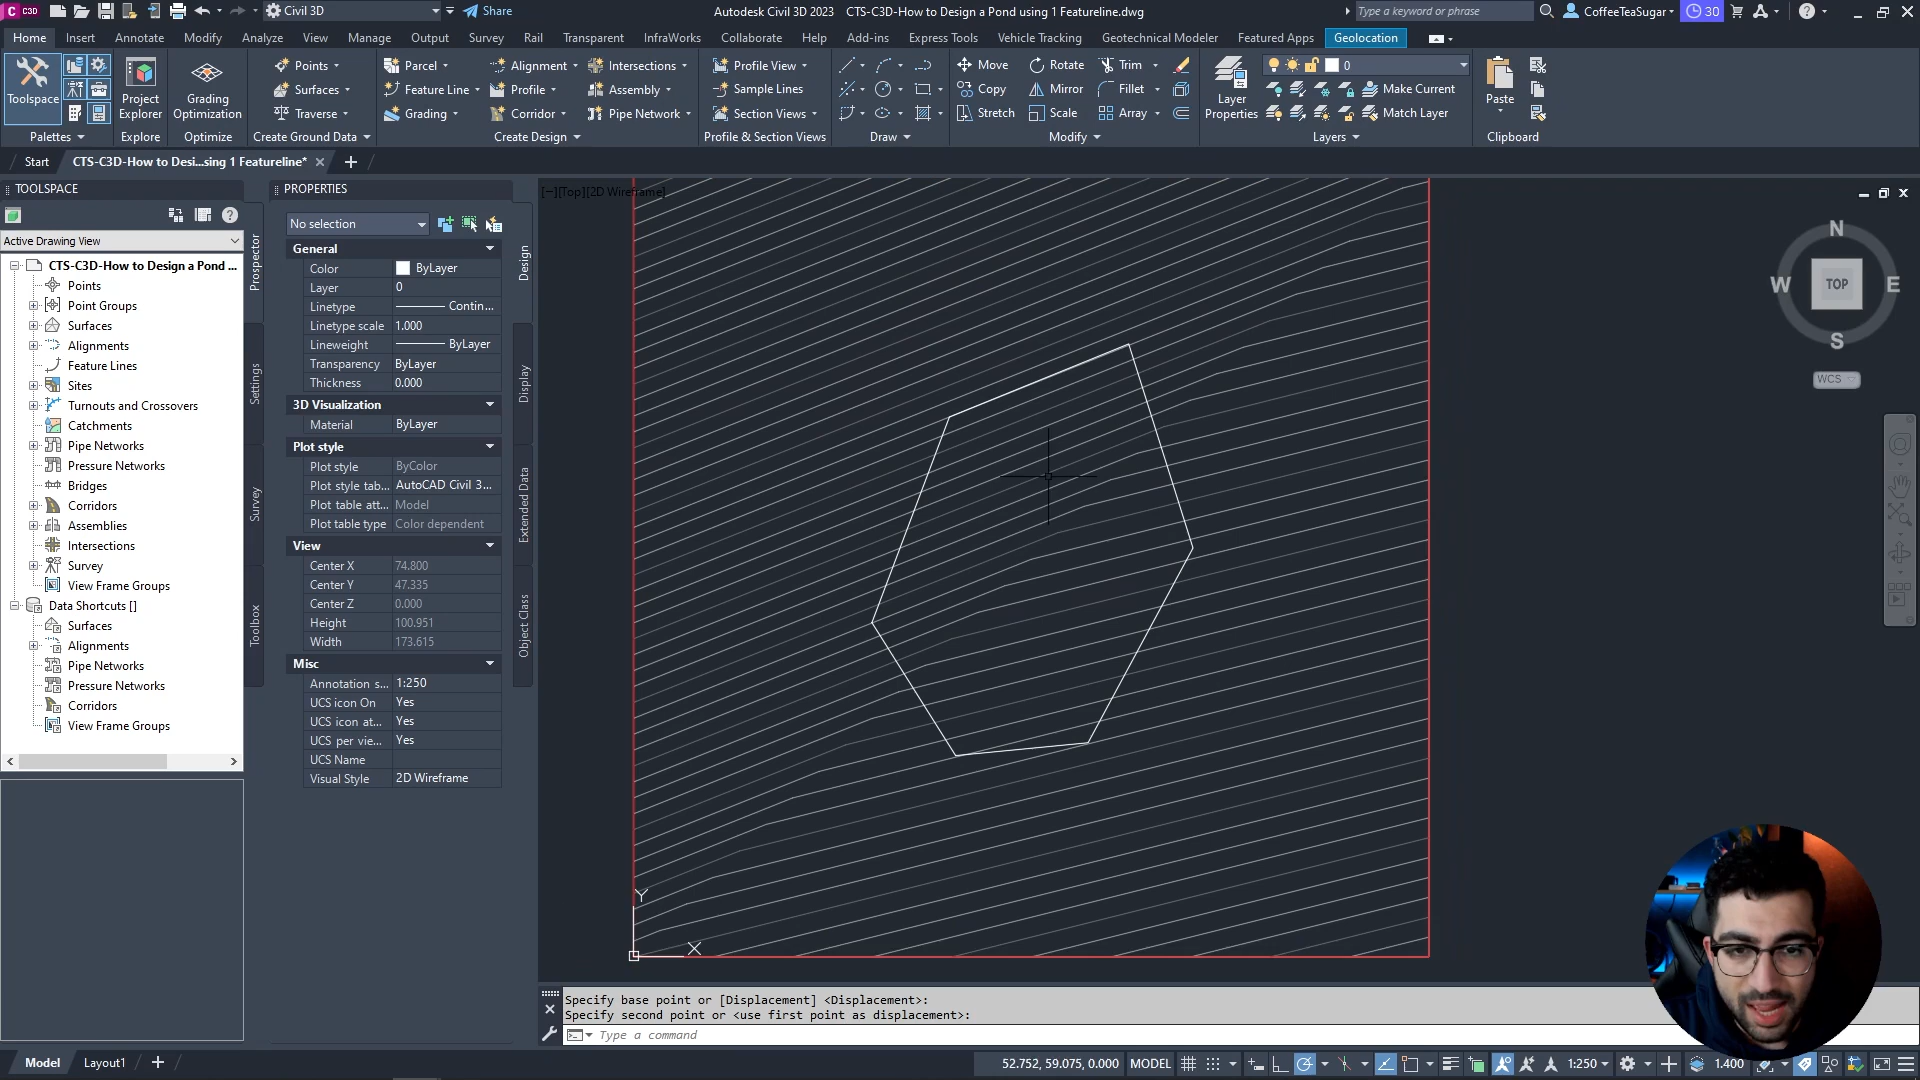 C3D
Civil 3D
Share
Autodesk Civil 3D 2023 CTS-C3D-How to Design a Pond using 1 Featureline.dwg
Type a keyword or phrase
CoffeeTeaSugar
30
Home Insert Annotate Modify Analyze View Manage Output Survey Rail Transparent InfraWorks Collaborate Help Add-ins Express Tools Vehicle Tracking Geotechnical Modeler Featured Apps Geolocation
Points Parcel Alignment Intersections Profile View Move Rotate Trim 0
Surfaces Feature Line Profile Assembly Sample Lines Copy Mirror Fillet Make Current
Toolspace Project Explorer Grading Optimization Layer Properties Paste
Traverse Grading Corridor Pipe Network Section Views Stretch Scale Array Match Layer
Palettes Explore Optimize Create Ground Data Create Design Profile & Section Views Draw Modify Layers Clipboard
Start CTS-C3D-How to Desi...sing 1 Featureline*
TOOLSPACE
Active Drawing View
CTS-C3D-How to Design a Pond ...
Points
Point Groups
Surfaces
Alignments
Feature Lines
Sites
Turnouts and Crossovers
Catchments
Pipe Networks
Pressure Networks
Bridges
Corridors
Assemblies
Intersections
Survey
View Frame Groups
Data Shortcuts []
Surfaces
Alignments
Pipe Networks
Pressure Networks
Corridors
View Frame Groups
Prospector
Settings
Survey
Toolbox
PROPERTIES
No selection
General
Color ByLayer
Layer 0
Linetype Contin...
Linetype scale 1.000
Lineweight ByLayer
Transparency ByLayer
Thickness 0.000
3D Visualization
Material ByLayer
Plot style
Plot style ByColor
Plot style tab... AutoCAD Civil 3...
Plot table att... Model
Plot table type Color dependent
View
Center X 74.800
Center Y 47.335
Center Z 0.000
Height 100.951
Width 173.615
Misc
Annotation s... 1:250
UCS icon On Yes
UCS icon at... Yes
UCS per vie... Yes
UCS Name
Visual Style 2D Wireframe
Design
Display
Extended Data
Object Class
[−][Top][2D Wireframe]
N
W TOP E
S
WCS
Y
X
Specify base point or [Displacement] <Displacement>:
Specify second point or <use first point as displacement>:
Type a command
Model Layout1
52.752, 59.075, 0.000 MODEL 1:250 1.400